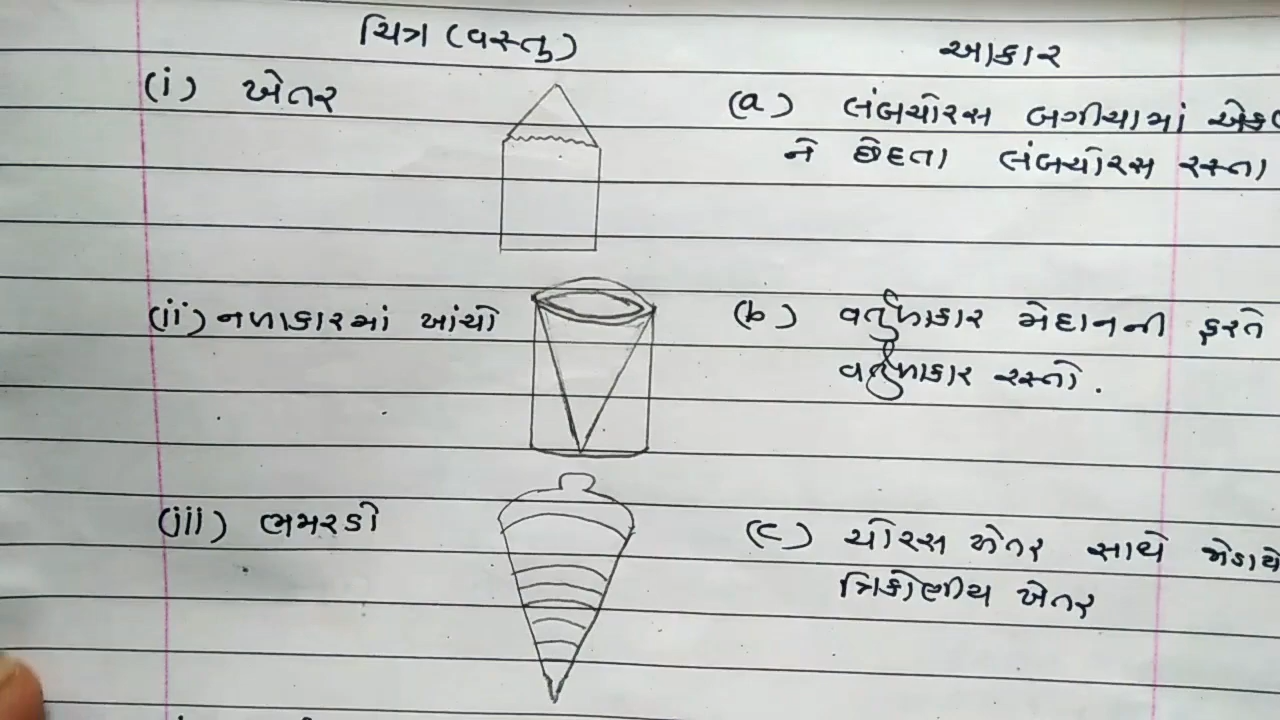 ચિત્ર (વસ્તુ) આકાર
(i) ખેતર (a) લંબચોરસ બગીચામાં
ને છેદતા લંબચોરસ રસ્તા
(ii) નળાકારમાં ખાંચો (b) વર્તુળાકાર મેદાનની ફરતે
વર્તુળાકાર રસ્તો.
(iii) ભમરડો (c) ચોરસ ખેતર સાથે
ત્રિકોણીય ખેતર